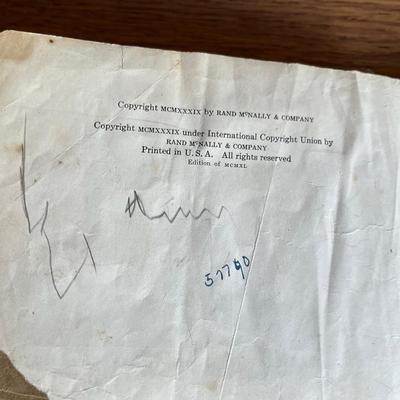 Copyright MCMXXXIX by RAND MCNALLY & COMPANY
Copyright MCMXXXIX under International Copyright Union by
RAND MCNALLY & COMPANY
Printed in U. S. A. All rights reserved
Edition of MCMXL